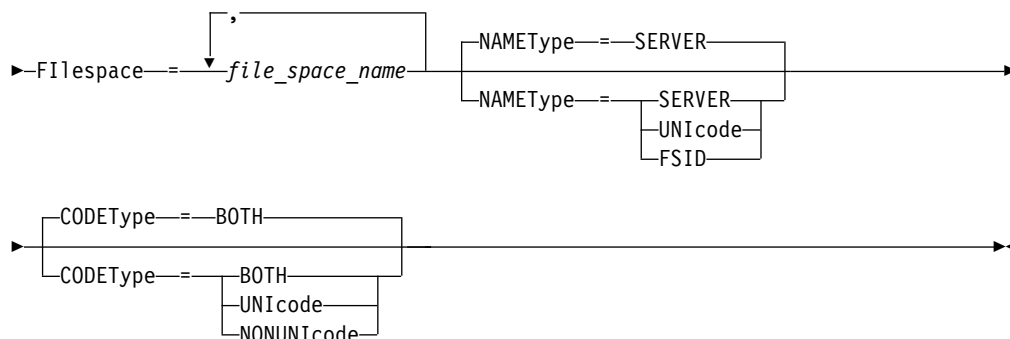 ,
NAMEType = SERVER
FIlespace = file_space_name
NAMEType = SERVER
UNIcode
FSID
CODEType = BOTH
CODEType = BOTH
UNIcode
NONUNIcode